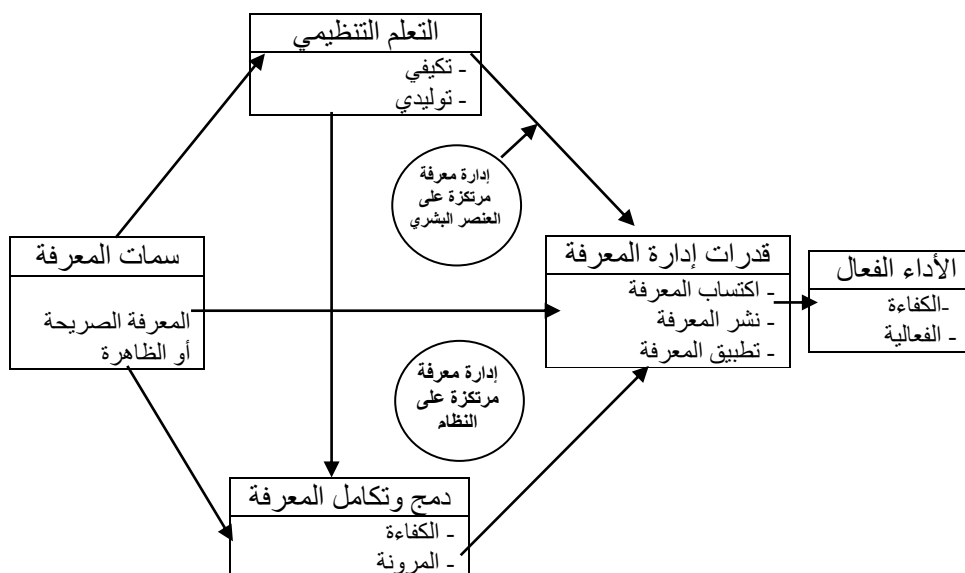 التعلم التنظيمي
- تكيفي
- توليدي
إدارة معرفة
مرتكزة على
العنصر البشري
سمات المعرفة
المعرفة الصريحة
أو الظاهرة
قدرات إدارة المعرفة
- اكتساب المعرفة
- نشر المعرفة
- تطبيق المعرفة
الأداء الفعال
-الكفاءة
- الفعالية
إدارة معرفة
مرتكزة على
النظام
دمج وتكامل المعرفة
- الكفاءة
- المرونة